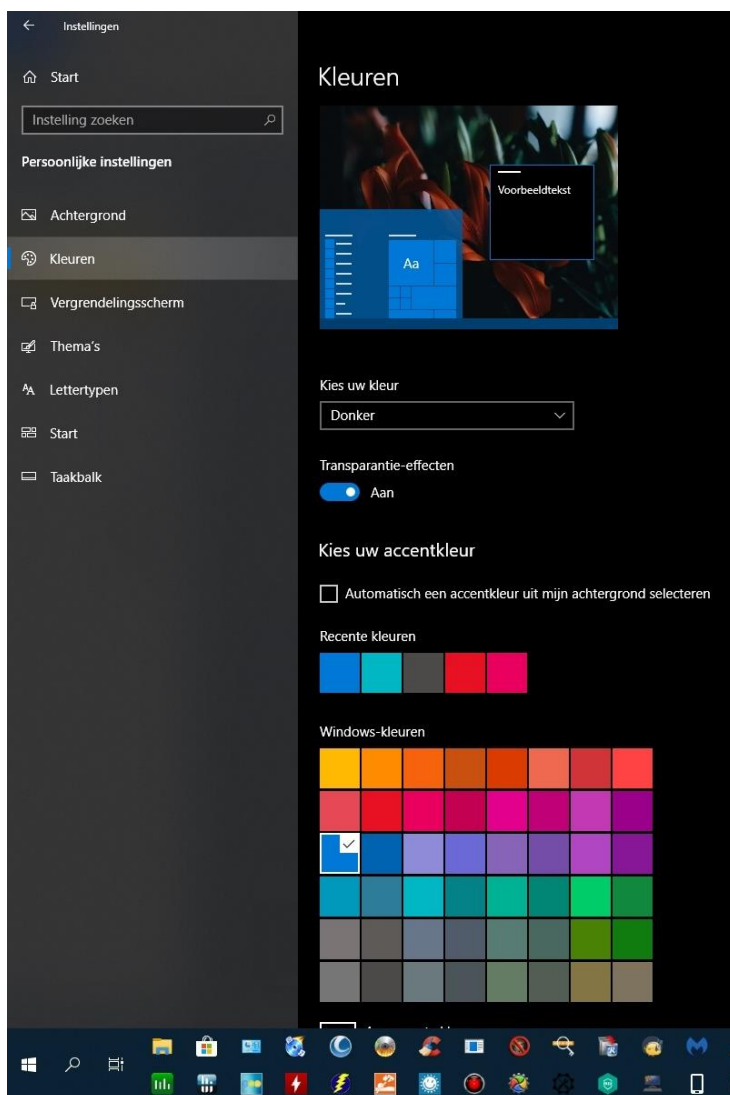 Instellingen
Start
Instelling zoeken
Persoonlijke instellingen
Achtergrond
Kleuren
Vergrendelingsscherm
Thema's
Lettertypen
Start
Taakbalk
Kleuren
Voorbeeldtekst
Aa
Kies uw kleur
Donker
Transparantie-effecten
Aan
Kies uw accentkleur
Automatisch een accentkleur uit mijn achtergrond selecteren
Recente kleuren
Windows-kleuren